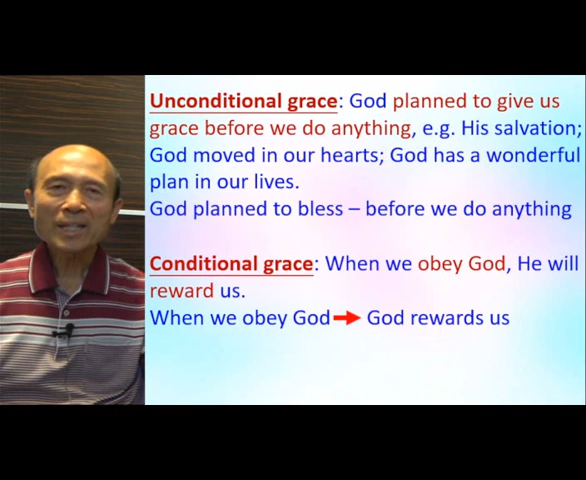 Unconditional grace: God planned to give us
grace before we do anything, e.g. His salvation;
God moved in our hearts; God has a wonderful
plan in our lives.
God planned to bless – before we do anything
Conditional grace: When we obey God, He will
reward us.
When we obey God God rewards us